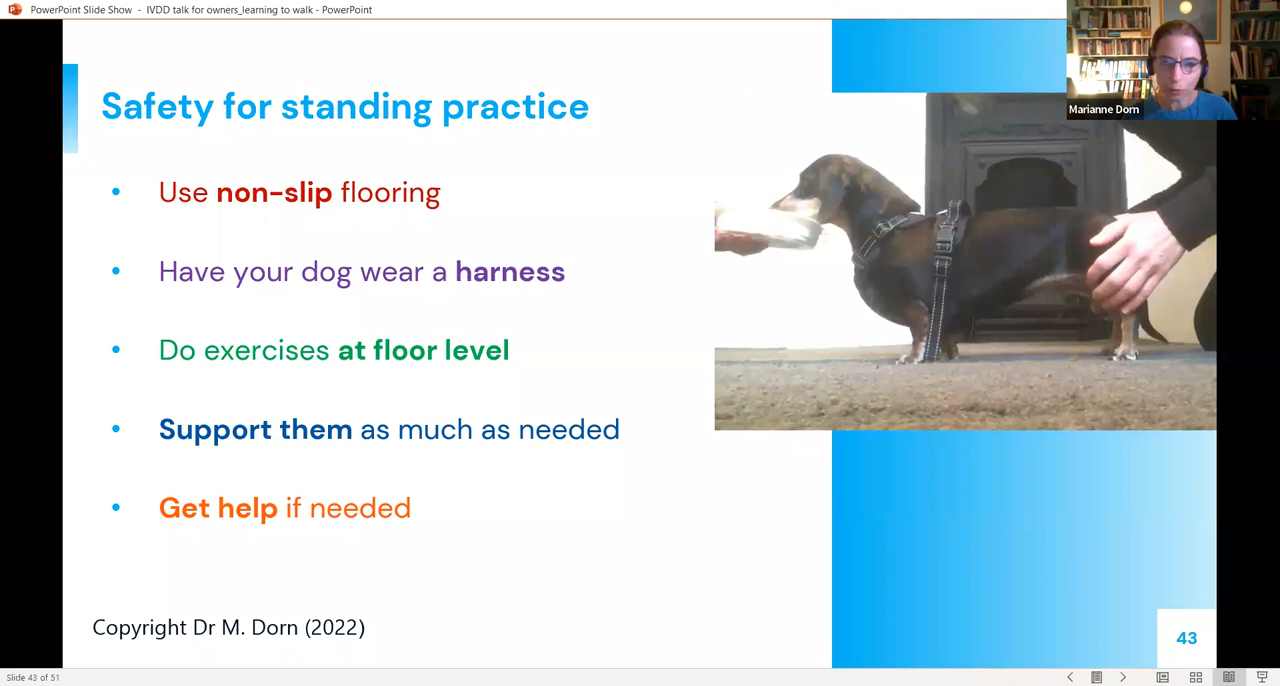 PowerPoint Slide Show - IVDD talk for owners_learning to walk - PowerPoint
Marianne Dorn
Safety for standing practice
• Use non-slip flooring
• Have your dog wear a harness
• Do exercises at floor level
• Support them as much as needed
• Get help if needed
Copyright Dr M. Dorn (2022)
43
Slide 43 of 51